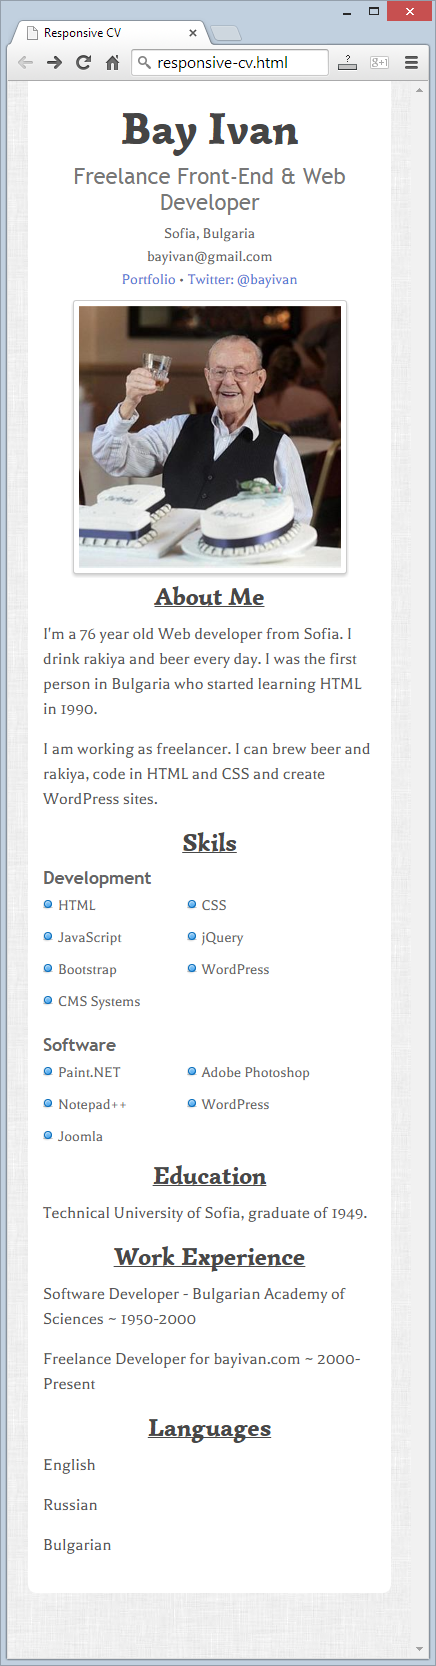 Responsive CV
responsive-cv.html
Bay Ivan
Freelance Front-End & Web
Developer
Sofia, Bulgaria
bayivan@gmail.com
Portfolio • Twitter: @bayivan
About Me
I'm a 76 year old Web developer from Sofia. I
drink rakiya and beer every day. I was the first
person in Bulgaria who started learning HTML
in 1990.
I am working as freelancer. I can brew beer and
rakiya, code in HTML and CSS and create
WordPress sites.
Skils
Development
HTML CSS
JavaScript jQuery
Bootstrap WordPress
CMS Systems
Software
Paint.NET Adobe Photoshop
Notepad++ WordPress
Joomla
Education
Technical University of Sofia, graduate of 1949.
Work Experience
Software Developer - Bulgarian Academy of
Sciences ~ 1950-2000
Freelance Developer for bayivan.com ~ 2000-
Present
Languages
English
Russian
Bulgarian